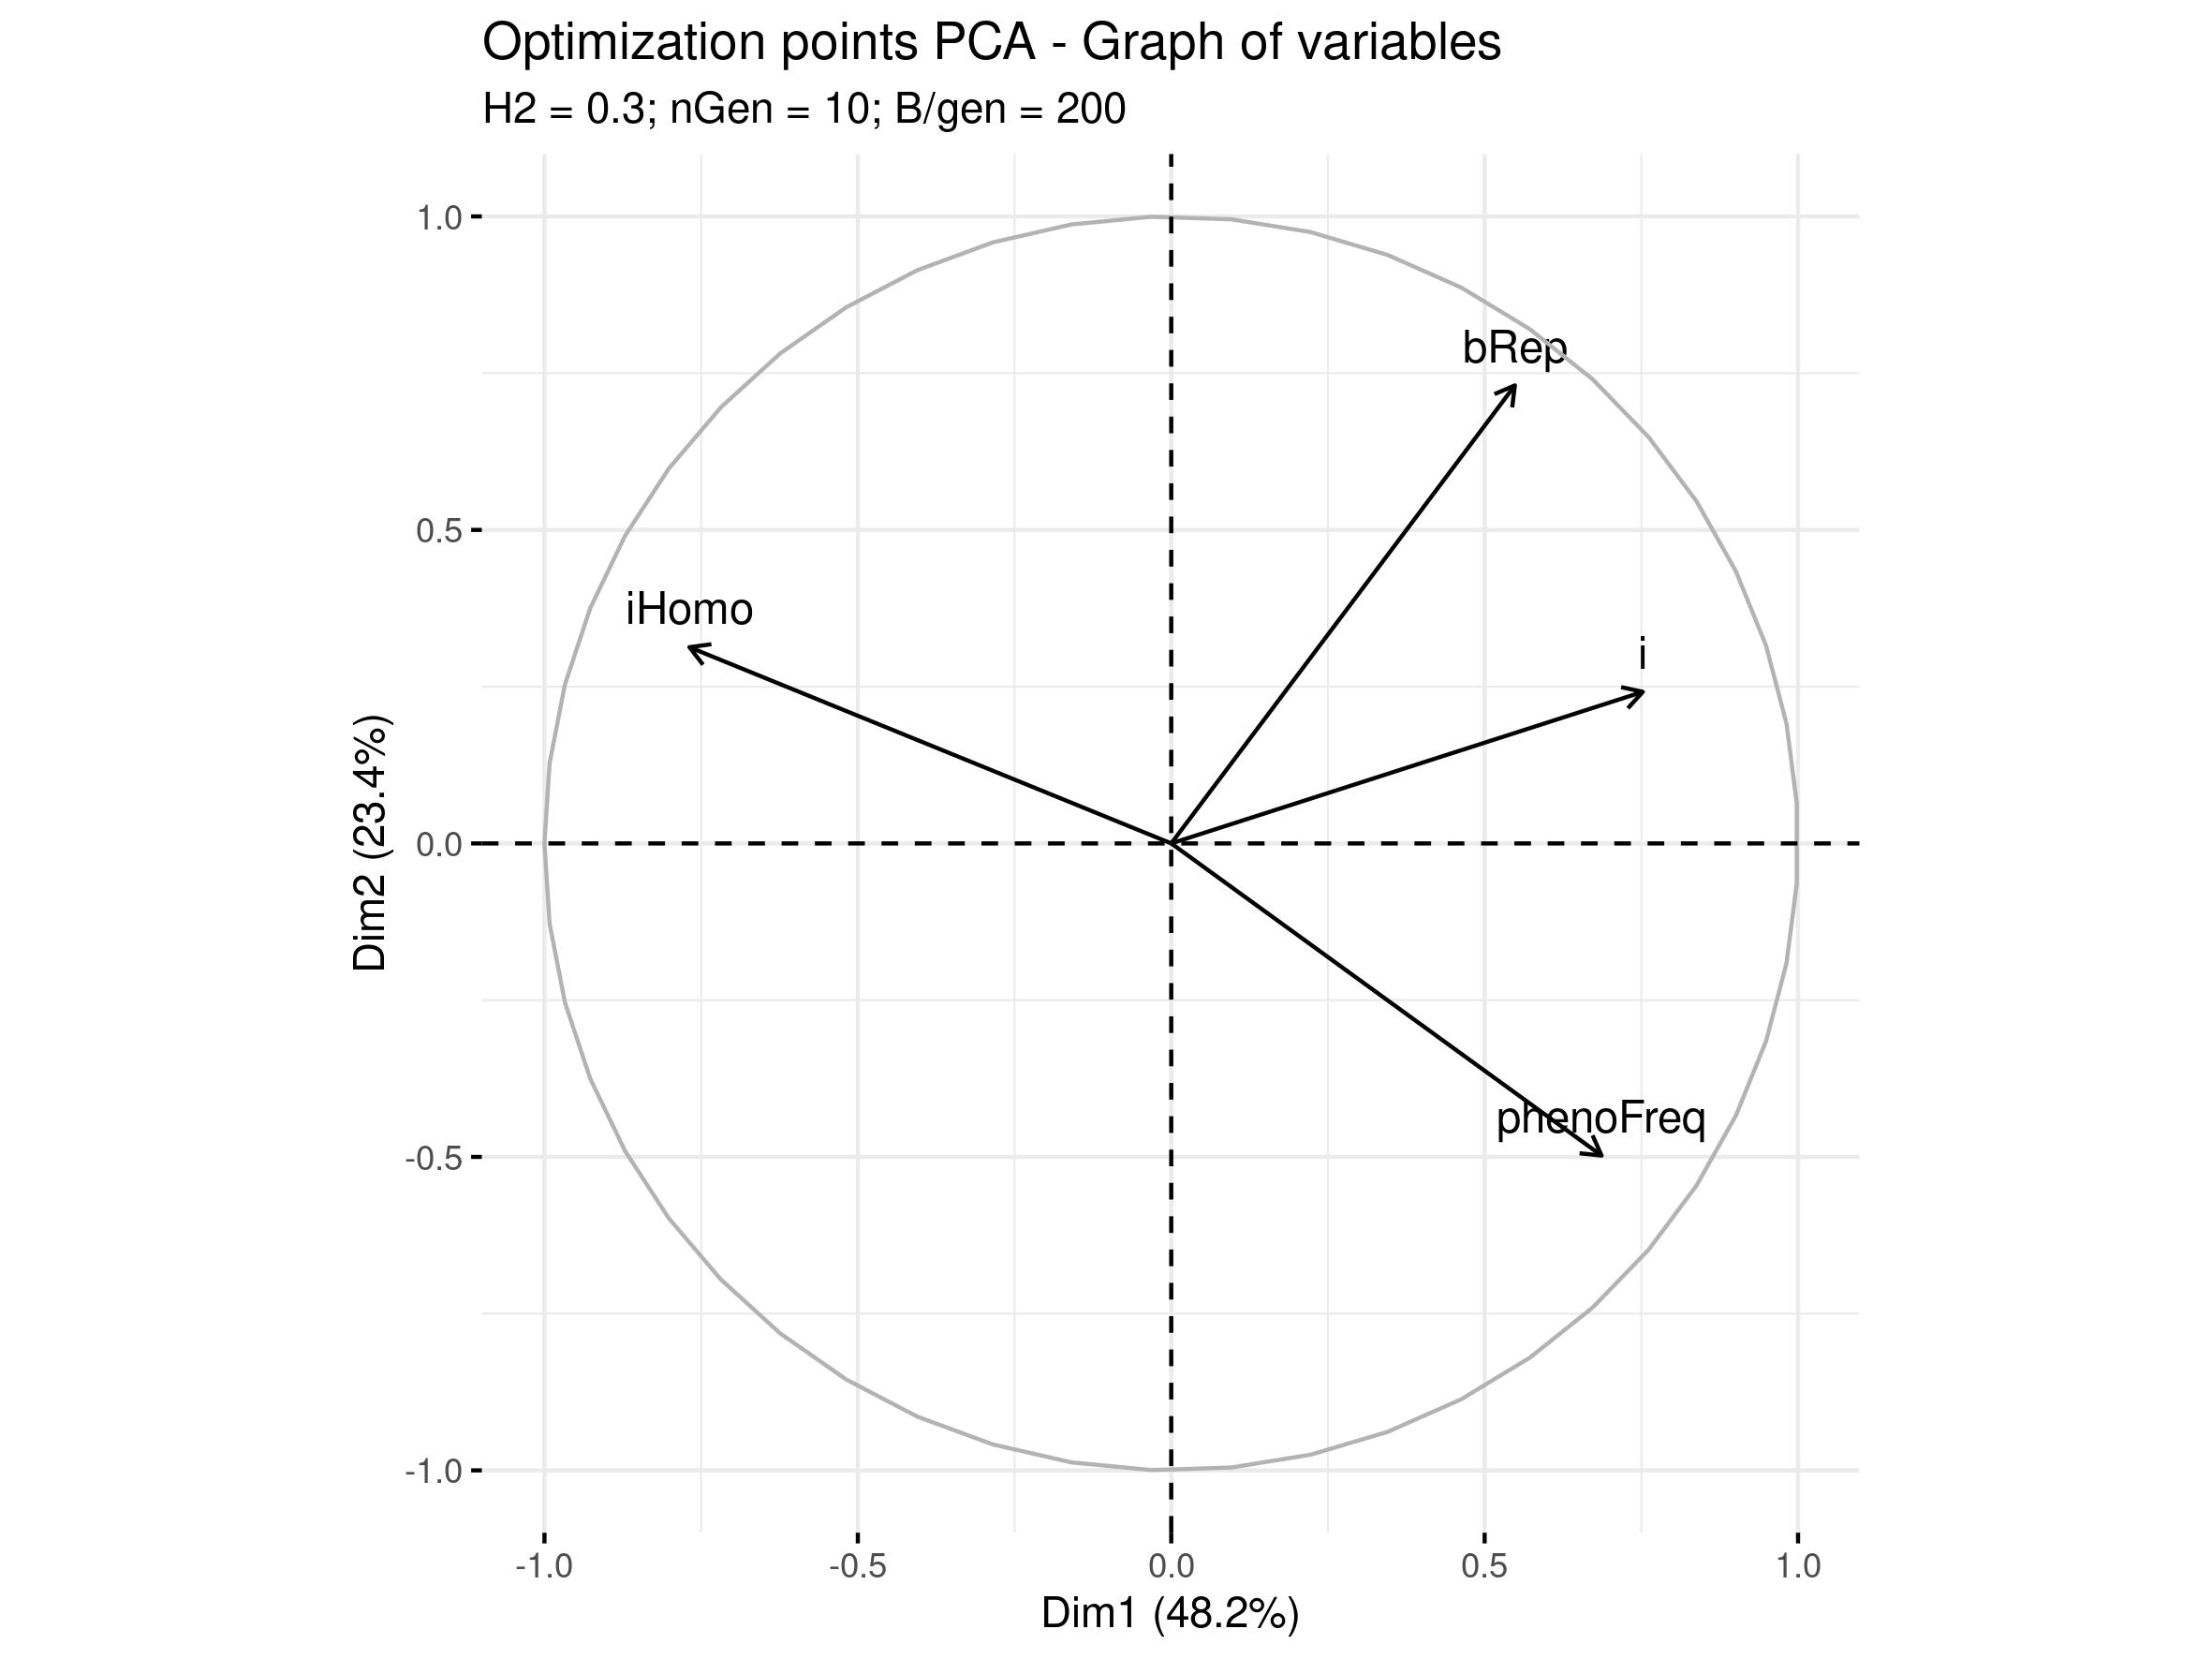 Optimization points PCA - Graph of variables
H2 = 0.3; nGen = 10; B/gen = 200
1.0
0.5
0.0
-0.5
-1.0
Dim2 (23.4%)
bRep
iHomo
i
phenoFreq
-1.0
-0.5
0.0
0.5
1.0
Dim1 (48.2%)